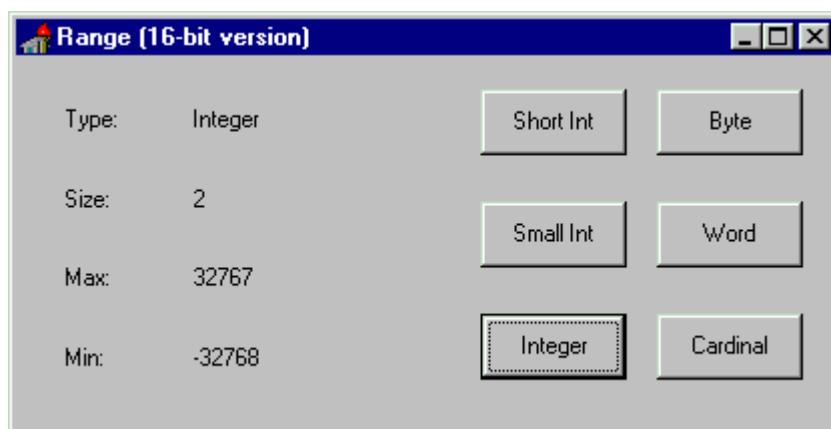 Range (16-bit version)
Type: Integer
Size: 2
Max: 32767
Min: -32768
Short Int Byte
Small Int Word
Integer Cardinal